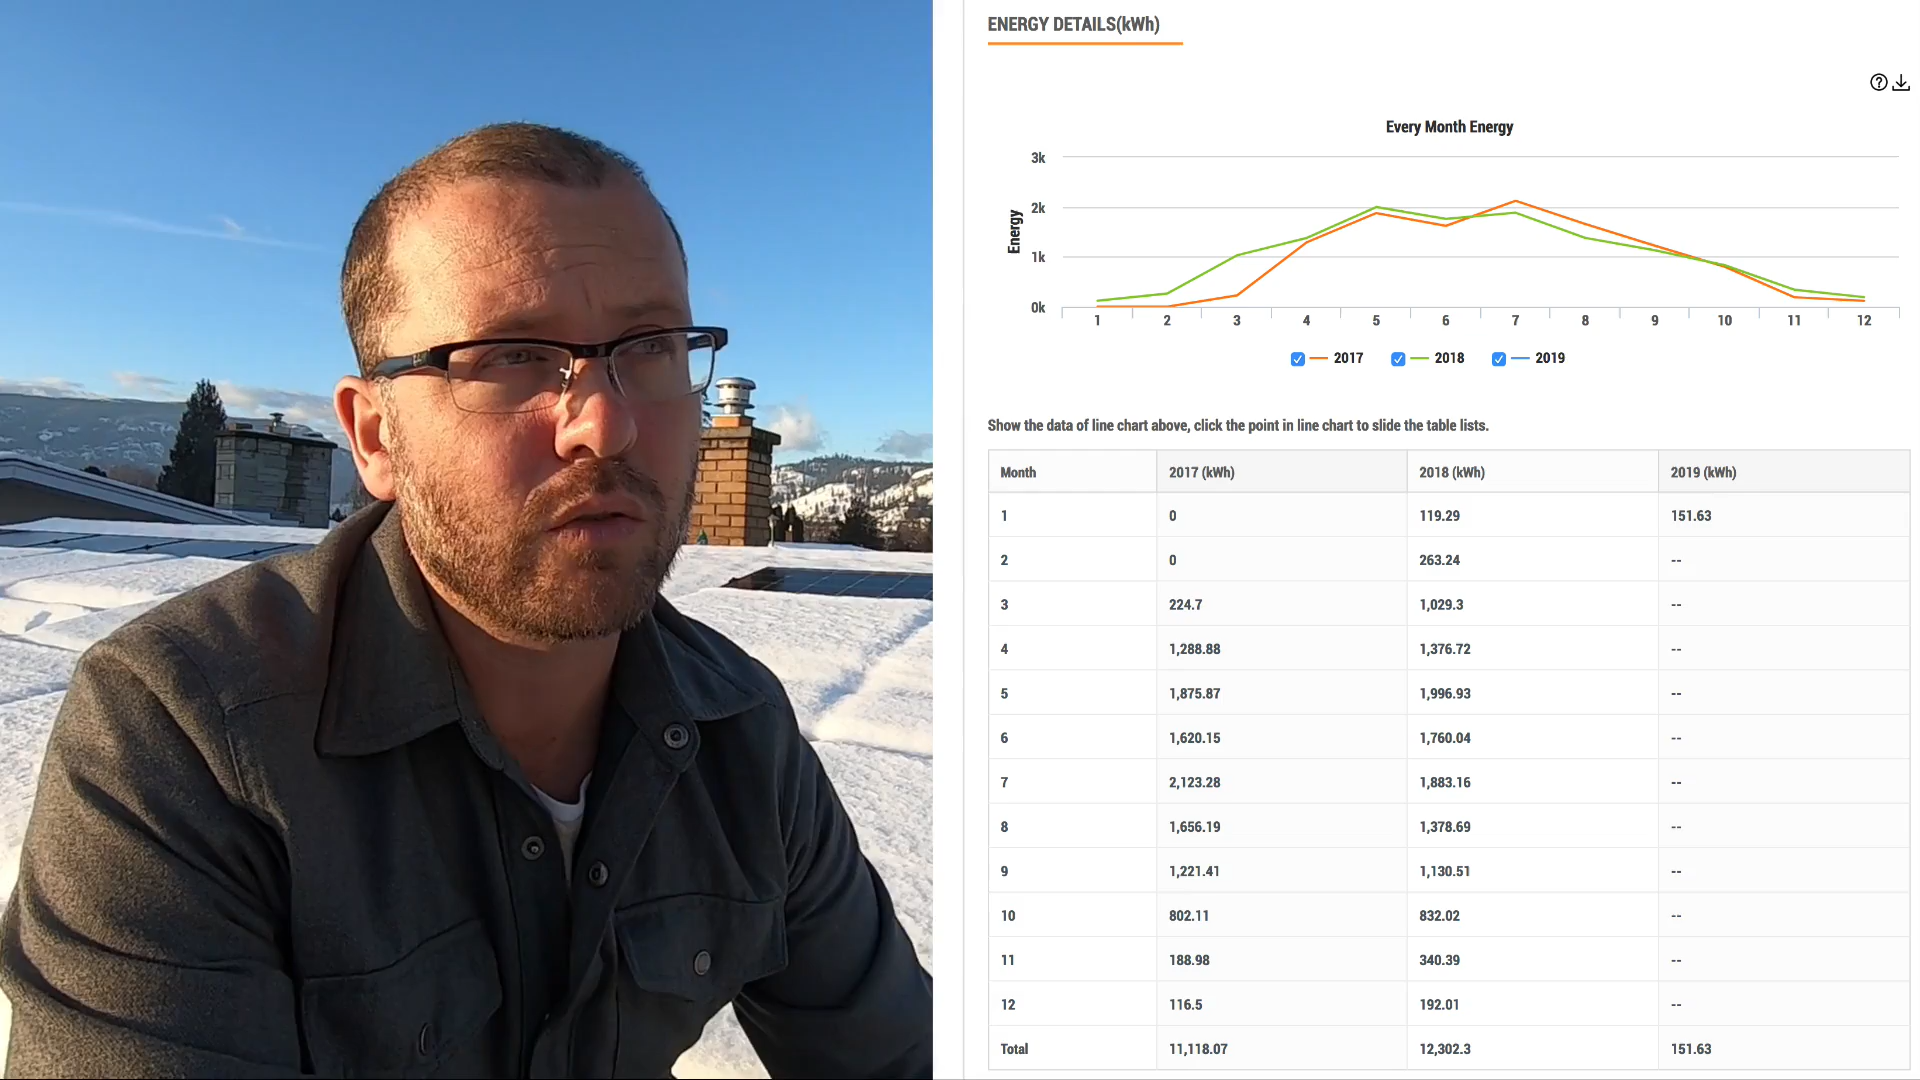 ENERGY DETAILS(kWh)
Every Month Energy
3k
2k
1k
0k
Energy
1 2 3 4 5 6 7 8 9 10 11 12
2017 2018 2019
Show the data of line chart above, click the point in line chart to slide the table lists.
Month 2017 (kWh) 2018 (kWh) 2019 (kWh)
1 0 119.29 151.63
2 0 263.24 --
3 224.7 1,029.3 --
4 1,288.88 1,376.72 --
5 1,875.87 1,996.93 --
6 1,620.15 1,760.04 --
7 2,123.28 1,883.16 --
8 1,656.19 1,378.69 --
9 1,221.41 1,130.51 --
10 802.11 832.02 --
11 188.98 340.39 --
12 116.5 192.01 --
Total 11,118.07 12,302.3 151.63